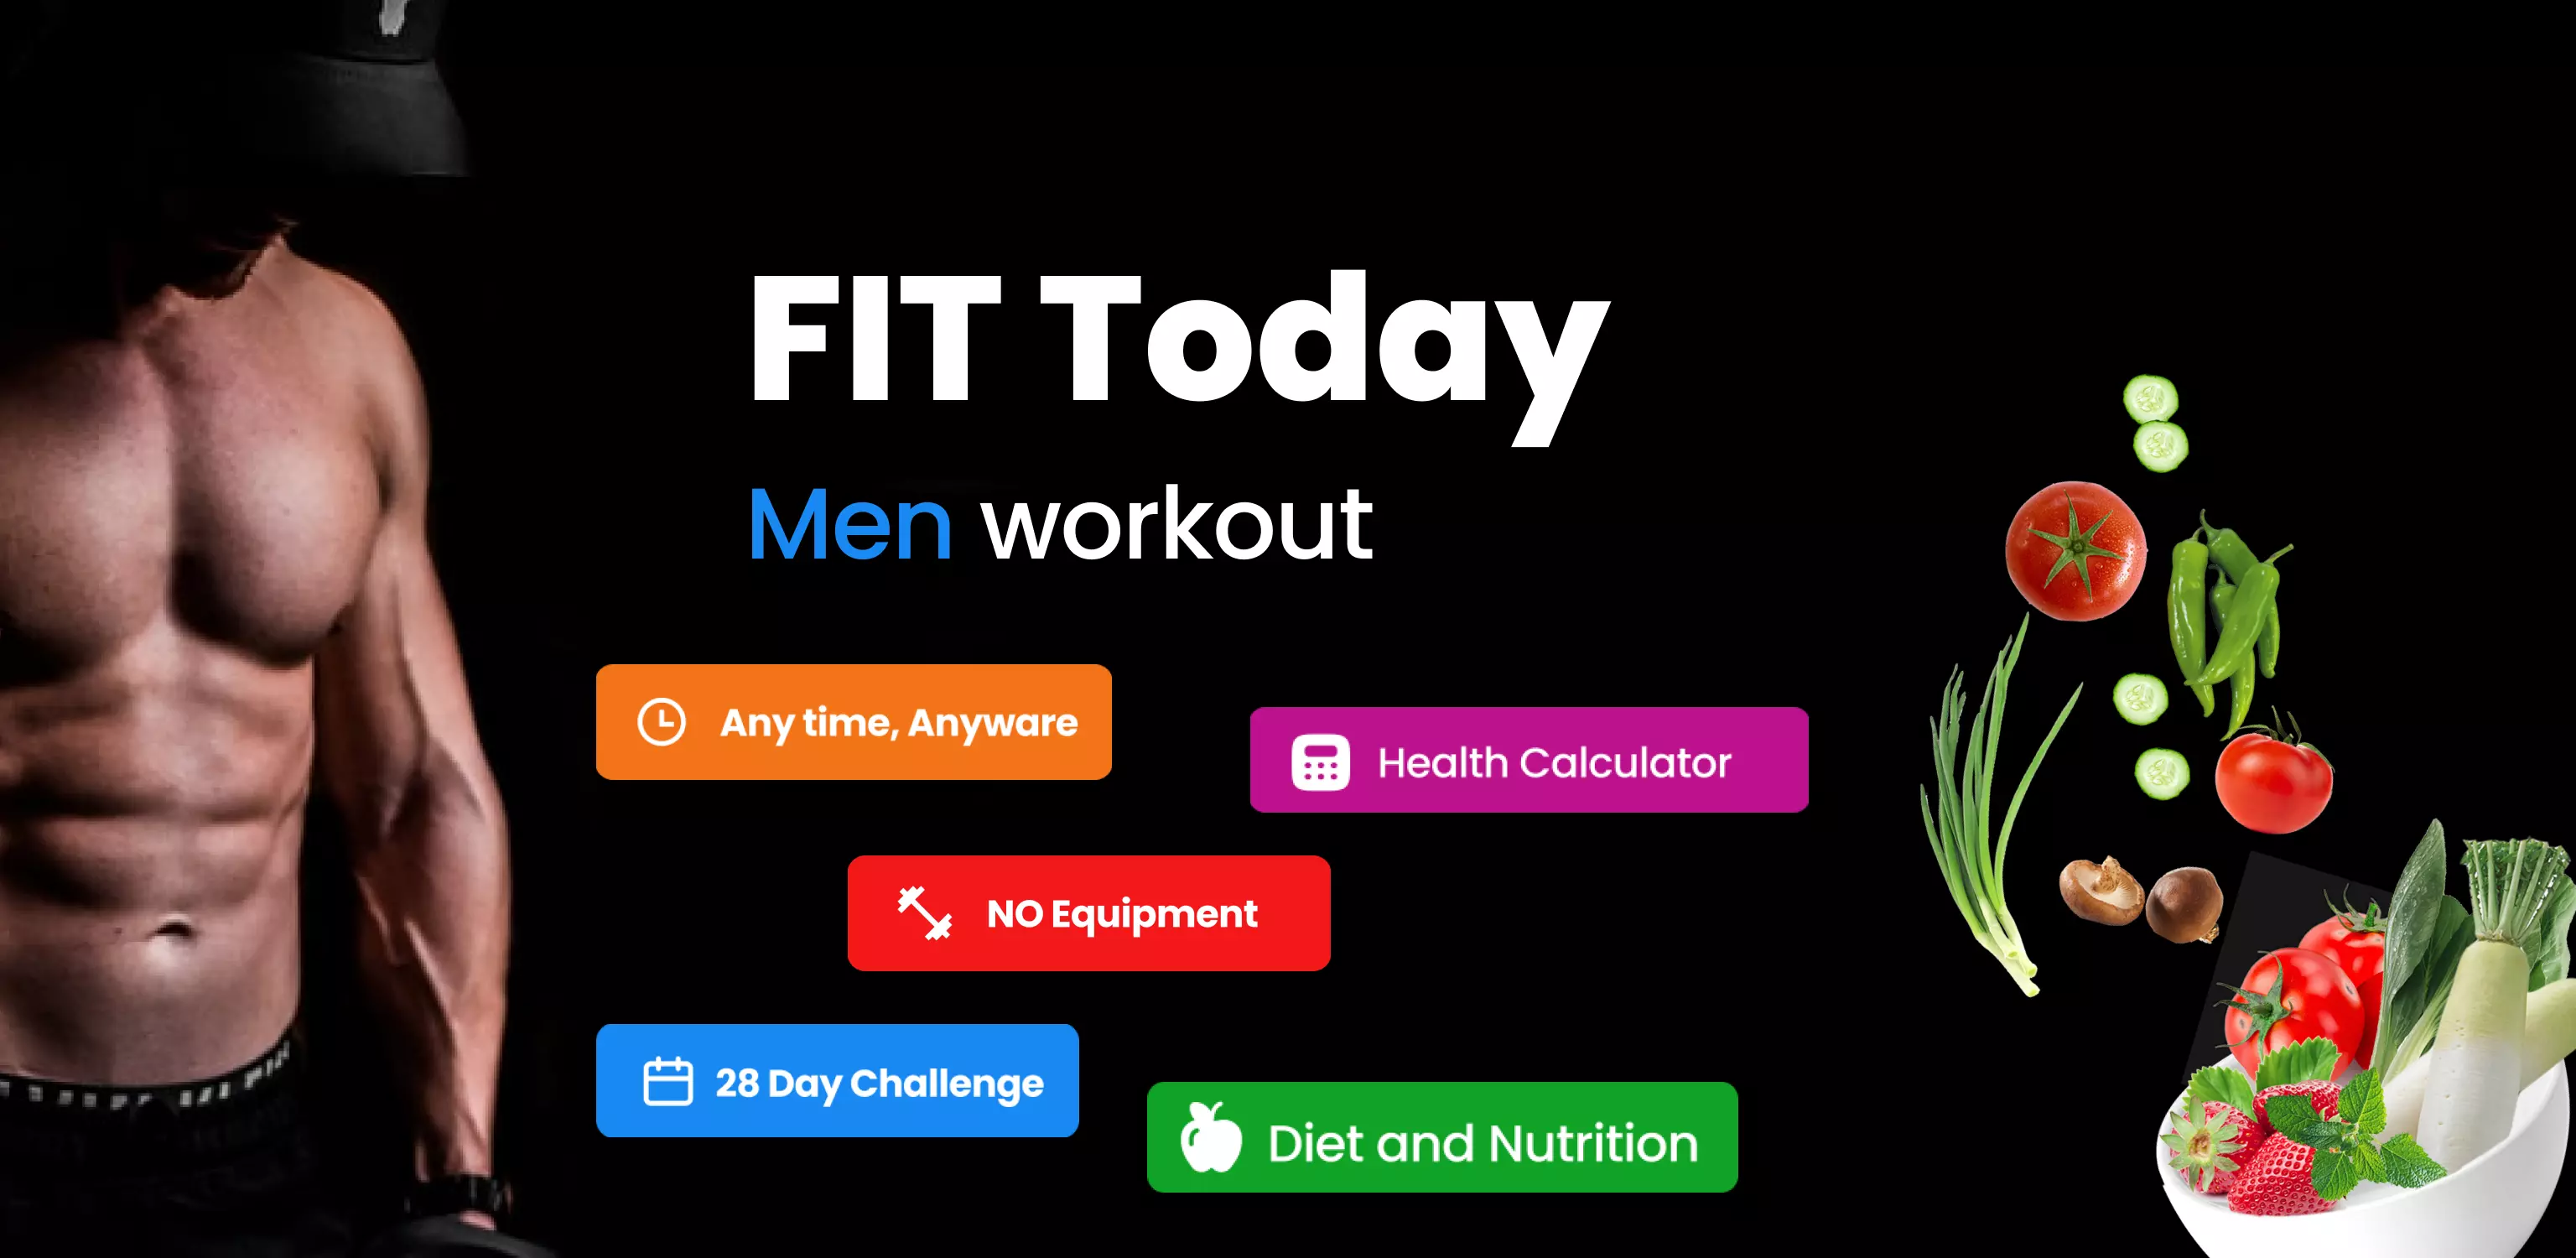 FIT Today
Men workout
Any time, Anyware
Health Calculator
NO Equipment
28 Day Challenge
Diet and Nutrition